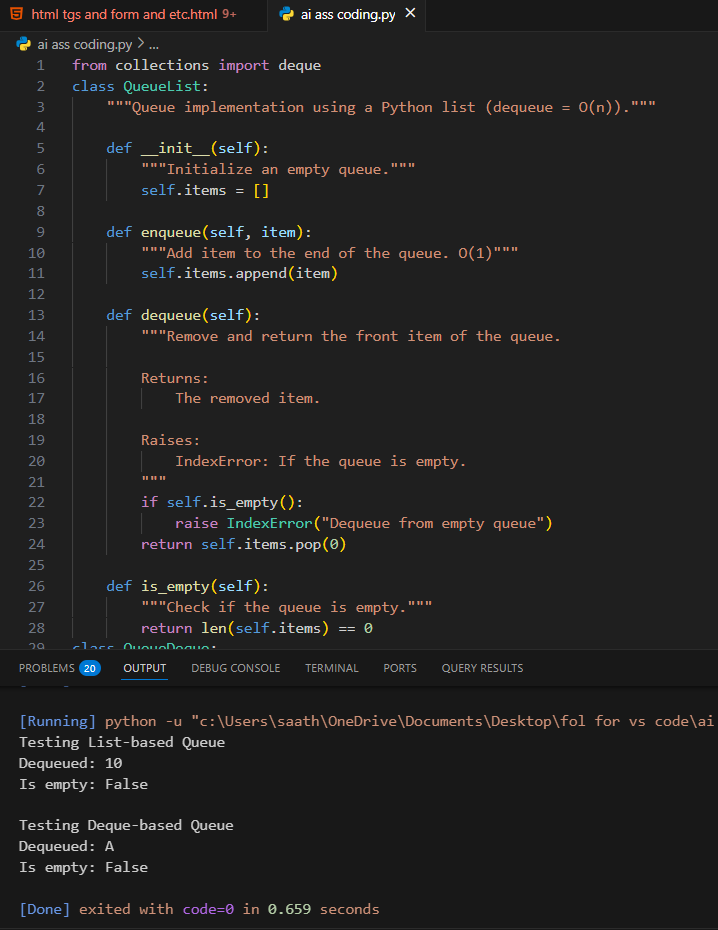 html tgs and form and etc.html 9+
ai ass coding.py ×
ai ass coding.py > ...
1 from collections import deque
2 class QueueList:
3     """Queue implementation using a Python list (dequeue = O(n))."""
4
5     def __init__(self):
6         """Initialize an empty queue."""
7         self.items = []
8
9     def enqueue(self, item):
10         """Add item to the end of the queue. O(1)"""
11         self.items.append(item)
12
13     def dequeue(self):
14         """Remove and return the front item of the queue.
15
16         Returns:
17             The removed item.
18
19         Raises:
20             IndexError: If the queue is empty.
21         """
22         if self.is_empty():
23             raise IndexError("Dequeue from empty queue")
24         return self.items.pop(0)
25
26     def is_empty(self):
27         """Check if the queue is empty."""
28         return len(self.items) == 0
29 class QueueDeque:
PROBLEMS 20 OUTPUT DEBUG CONSOLE TERMINAL PORTS QUERY RESULTS
[Running] python -u "c:\Users\saath\OneDrive\Documents\Desktop\fol for vs code\ai
Testing List-based Queue
Dequeued: 10
Is empty: False

Testing Deque-based Queue
Dequeued: A
Is empty: False

[Done] exited with code=0 in 0.659 seconds